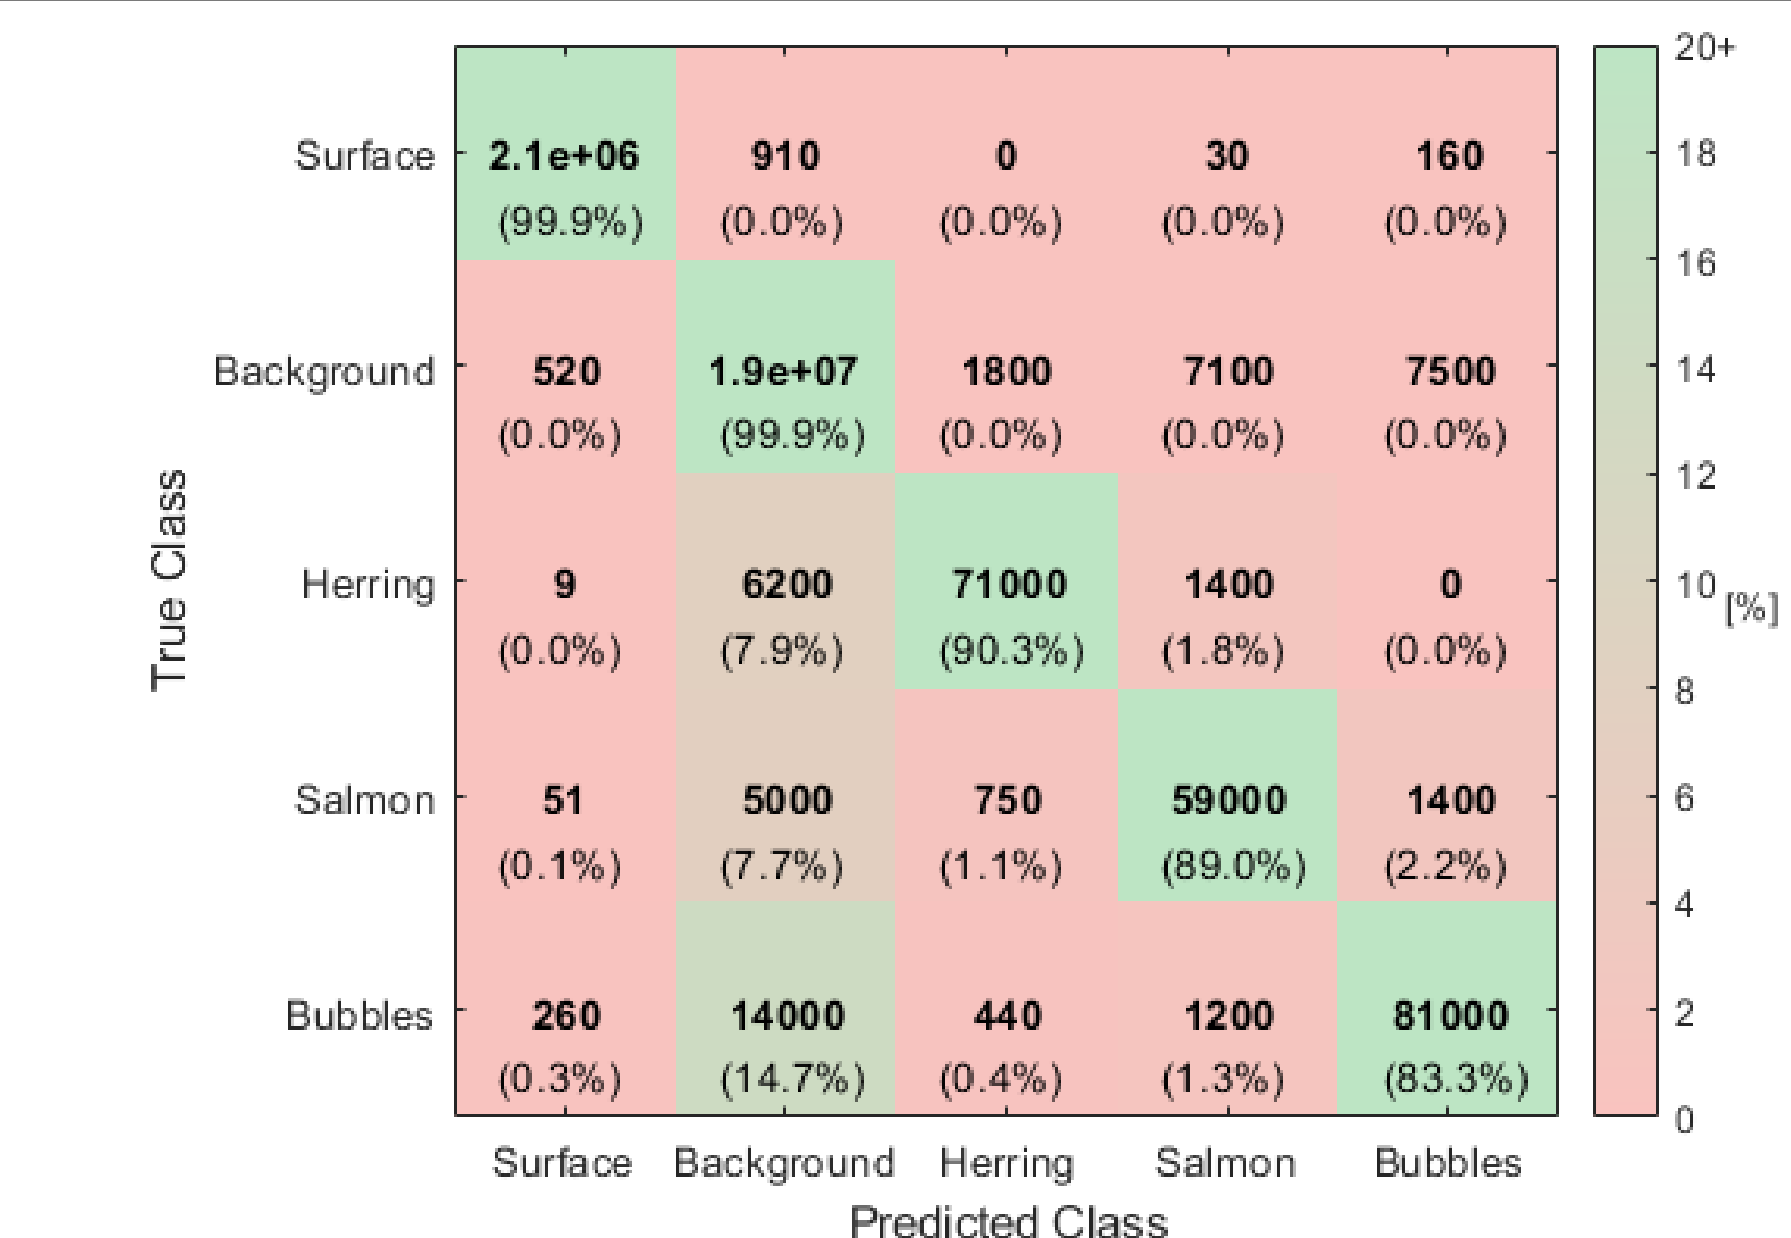 20+
Surface 2.1e+06 910 0 30 160 18
(99.9%) (0.0%) (0.0%) (0.0%) (0.0%)
16
Background 520 1.9e+07 1800 7100 7500 14
(0.0%) (99.9%) (0.0%) (0.0%) (0.0%)
12
True Class
Herring 9 6200 71000 1400 0 10 [%]
(0.0%) (7.9%) (90.3%) (1.8%) (0.0%)
8
Salmon 51 5000 750 59000 1400 6
(0.1%) (7.7%) (1.1%) (89.0%) (2.2%)
4
Bubbles 260 14000 440 1200 81000 2
(0.3%) (14.7%) (0.4%) (1.3%) (83.3%)
0
Surface Background Herring Salmon Bubbles
Predicted Class